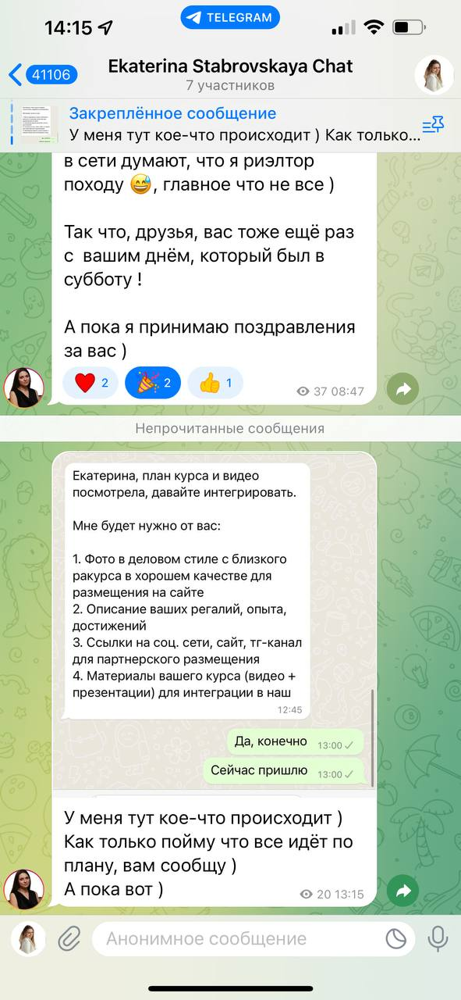 14:15
TELEGRAM
41106
Ekaterina Stabrovskaya Chat
7 участников
Закреплённое сообщение
У меня тут кое-что происходит ) Как только...
в сети думают, что я риэлтор
походу 😅, главное что не все )
Так что, друзья, вас тоже ещё раз
с вашим днём, который был в
субботу !
А пока я принимаю поздравления
за вас )
❤️ 2 🎉 2 👍 1 37 08:47
Непрочитанные сообщения
Екатерина, план курса и видео
посмотрела, давайте интегрировать.
Мне будет нужно от вас:
1. Фото в деловом стиле с близкого
ракурса в хорошем качестве для
размещения на сайте
2. Описание ваших регалий, опыта,
достижений
3. Ссылки на соц. сети, сайт, тг-канал
для партнерского размещения
4. Материалы вашего курса (видео +
презентации) для интеграции в наш
12:45
Да, конечно 13:00
Сейчас пришлю 13:00
У меня тут кое-что происходит )
Как только пойму что все идёт по
плану, вам сообщу )
А пока вот ) 20 13:15
Анонимное сообщение